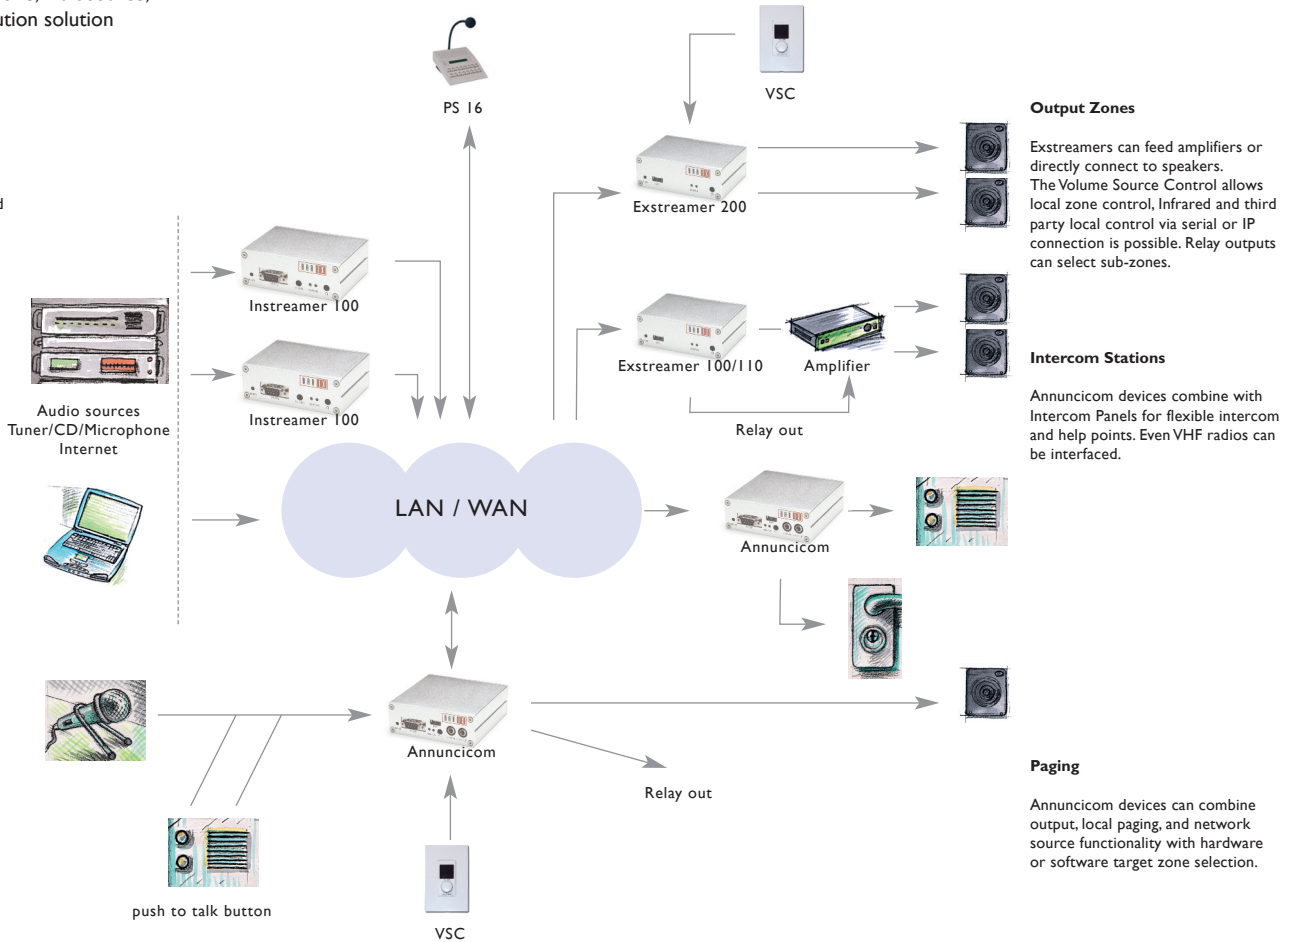 ution solution
PS 16
VSC
Exstreamer 200
Instreamer 100
Exstreamer 100/110
Amplifier
Instreamer 100
Relay out
Audio sources
Tuner/CD/Microphone
Internet
LAN / WAN
Annuncicom
Annuncicom
Relay out
push to talk button
VSC
Output Zones
Exstreamers can feed amplifiers or
directly connect to speakers.
The Volume Source Control allows
local zone control, Infrared and third
party local control via serial or IP
connection is possible. Relay outputs
can select sub-zones.
Intercom Stations
Annuncicom devices combine with
Intercom Panels for flexible intercom
and help points. Even VHF radios can
be interfaced.
Paging
Annuncicom devices can combine
output, local paging, and network
source functionality with hardware
or software target zone selection.